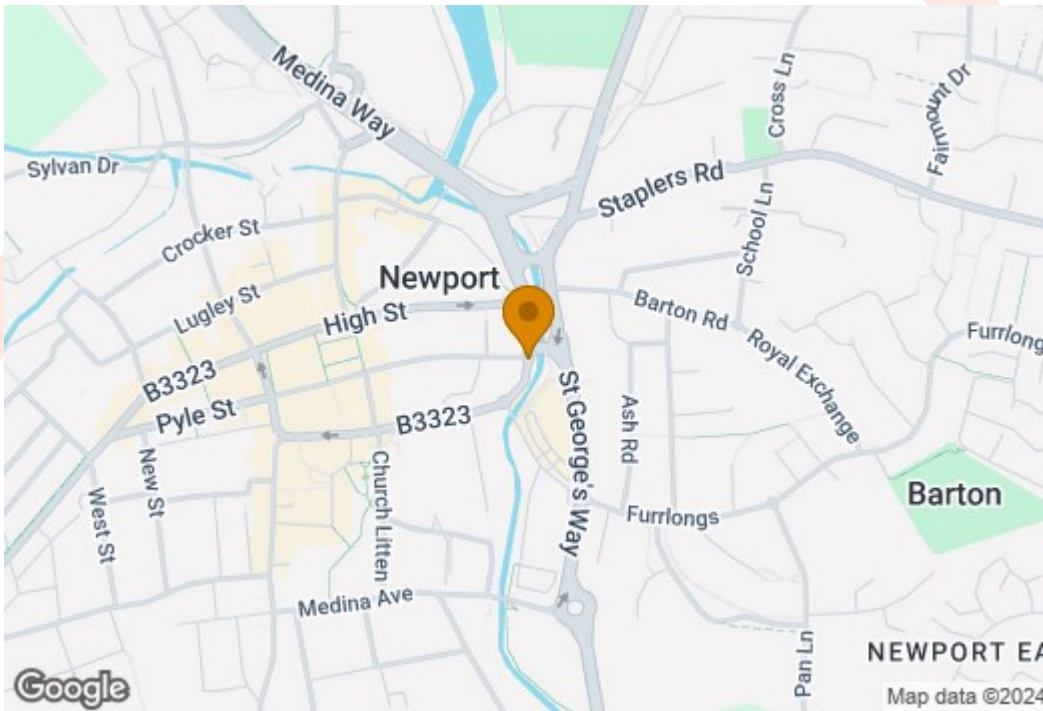 Medina Way
Cross Ln
Fairmount Dr
Sylvan Dr
Staplers Rd
Crocker St
School Ln
Newport
Lugley St
High St
Barton Rd
Furrlong
B3323
Royal Exchange
Pyle St
St George's Way
Ash Rd
B3323
New St
West St
Church Litten
Barton
Furrlongs
Medina Ave
Pan Ln
NEWPORT EA
Google
Map data ©2024